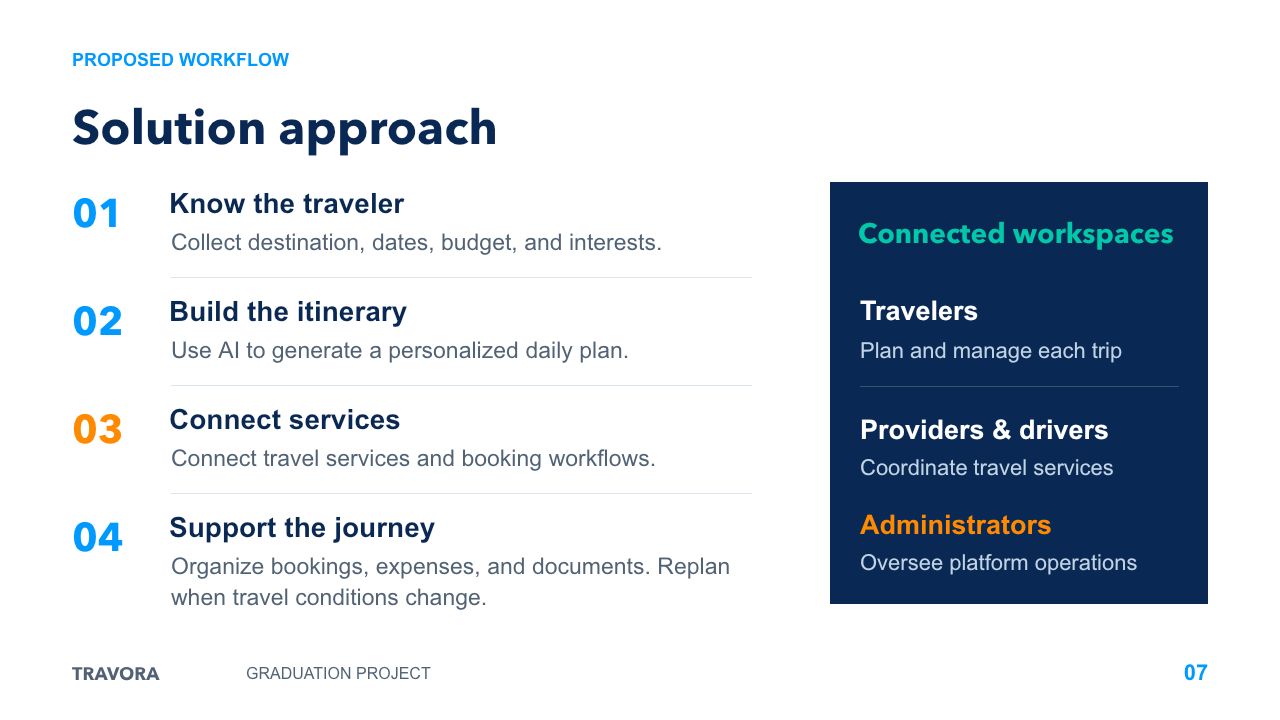 PROPOSED WORKFLOW
Solution approach
01
Know the traveler
Collect destination, dates, budget, and interests.
02
Build the itinerary
Use AI to generate a personalized daily plan.
03
Connect services
Connect travel services and booking workflows.
04
Support the journey
Organize bookings, expenses, and documents. Replan
when travel conditions change.
Connected workspaces
Travelers
Plan and manage each trip
Providers & drivers
Coordinate travel services
Administrators
Oversee platform operations
TRAVORA
GRADUATION PROJECT
07